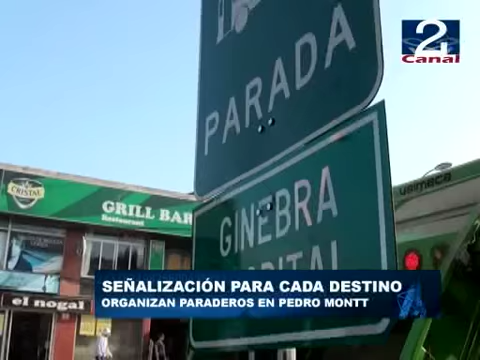 2
Canal
PARADA
GINEBRA
CRISTAL
GRILL BAR
Restaurant
el nogal
usimeca
SEÑALIZACIÓN PARA CADA DESTINO
ORGANIZAN PARADEROS EN PEDRO MONTT